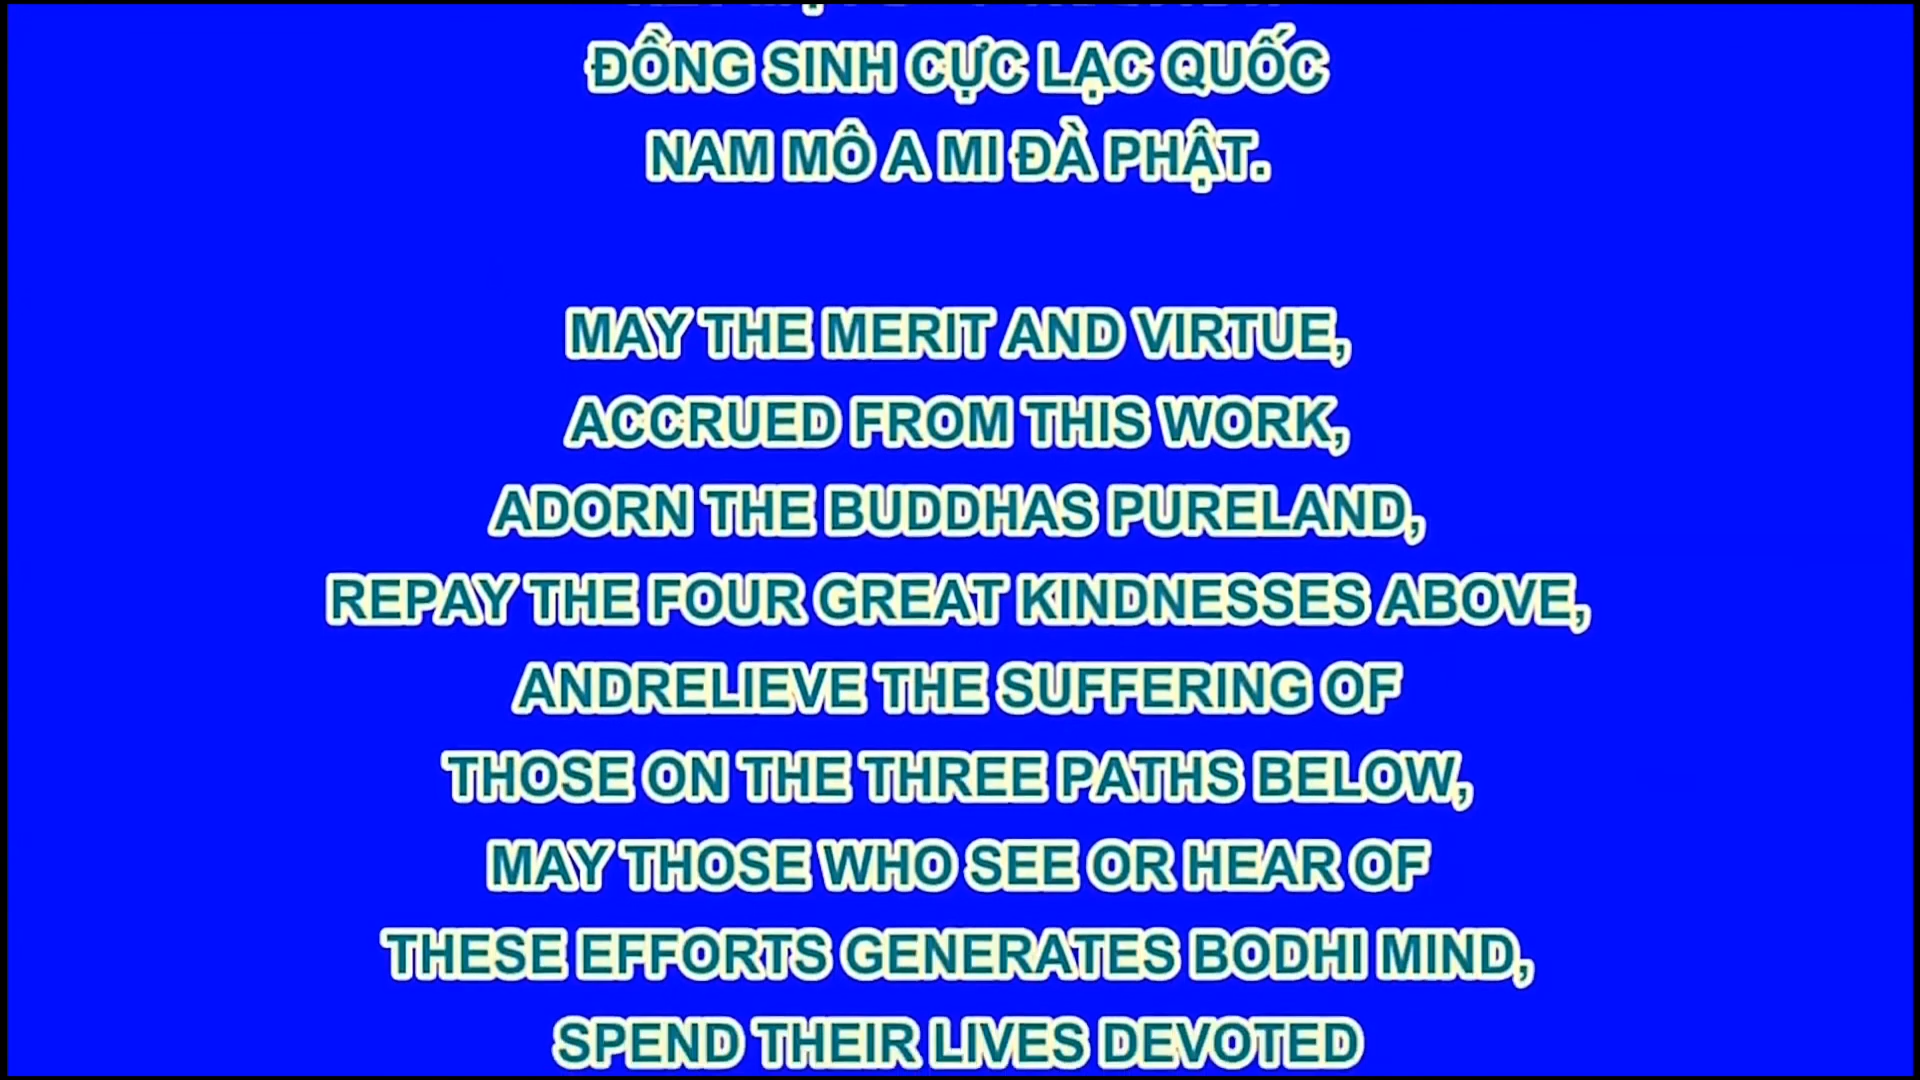 ĐỒNG SINH CỰC LẠC QUỐC
NAM MÔ A MI ĐÀ PHẬT.
MAY THE MERIT AND VIRTUE,
ACCRUED FROM THIS WORK,
ADORN THE BUDDHAS PURELAND,
REPAY THE FOUR GREAT KINDNESSES ABOVE,
ANDRELIEVE THE SUFFERING OF
THOSE ON THE THREE PATHS BELOW,
MAY THOSE WHO SEE OR HEAR OF
THESE EFFORTS GENERATES BODHI MIND,
SPEND THEIR LIVES DEVOTED